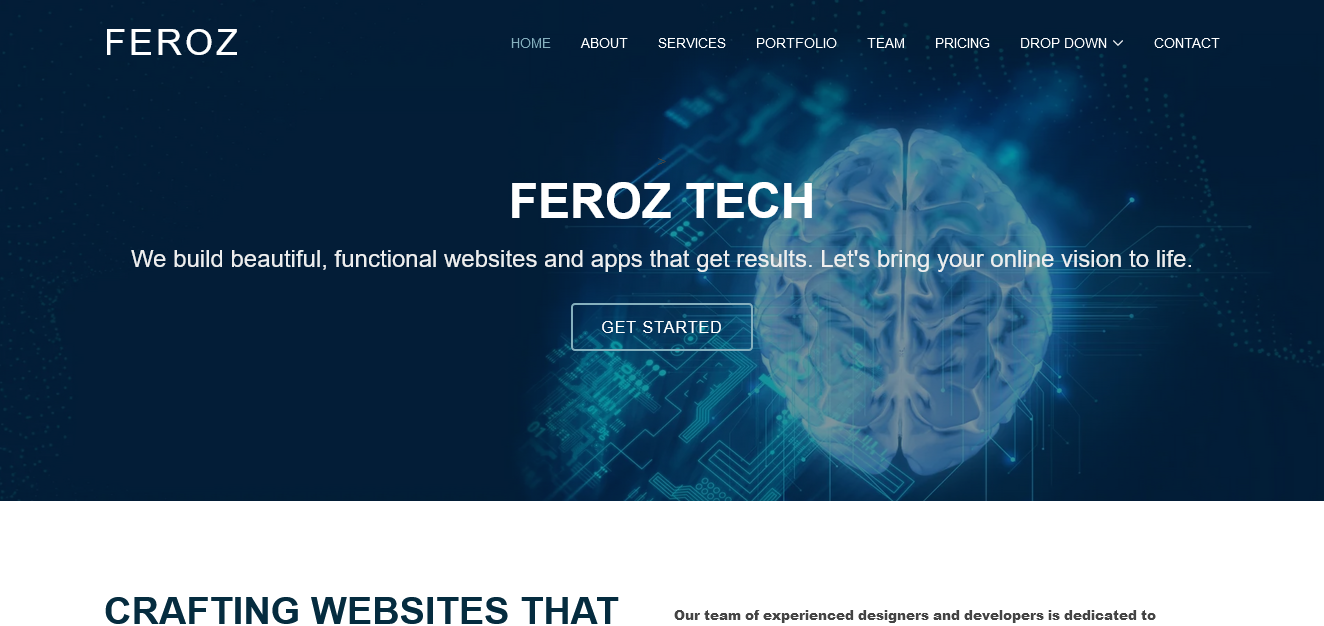 FEROZ
HOME ABOUT SERVICES PORTFOLIO TEAM PRICING DROP DOWN CONTACT
>
FEROZ TECH
We build beautiful, functional websites and apps that get results. Let's bring your online vision to life.
GET STARTED
CRAFTING WEBSITES THAT
Our team of experienced designers and developers is dedicated to